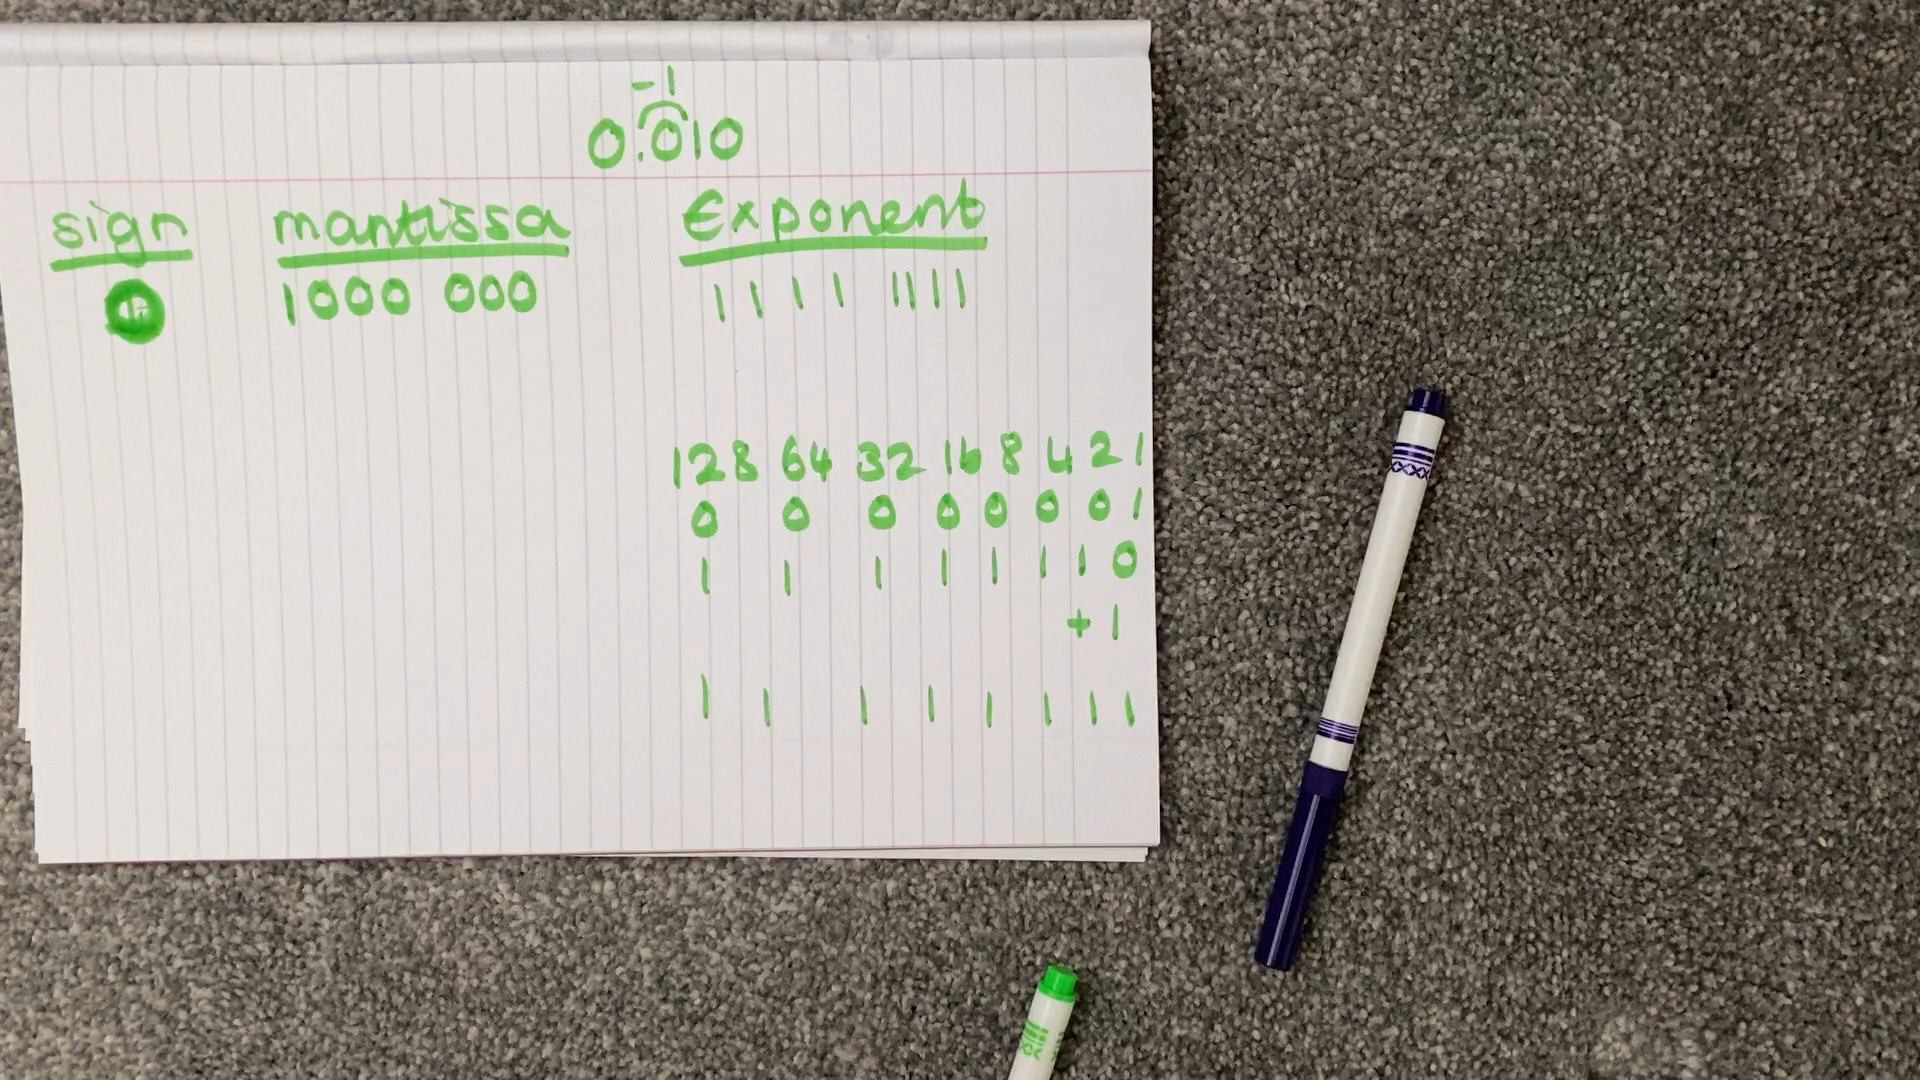 -1
0.010
sign mantissa Exponent
1000 000 1111 1111
128 64 32 16 8 4 2 1
0 0 0 0 0 0 0 1
1 1 1 1 1 1 1 0
+ 1
1 1 1 1 1 1 1 1